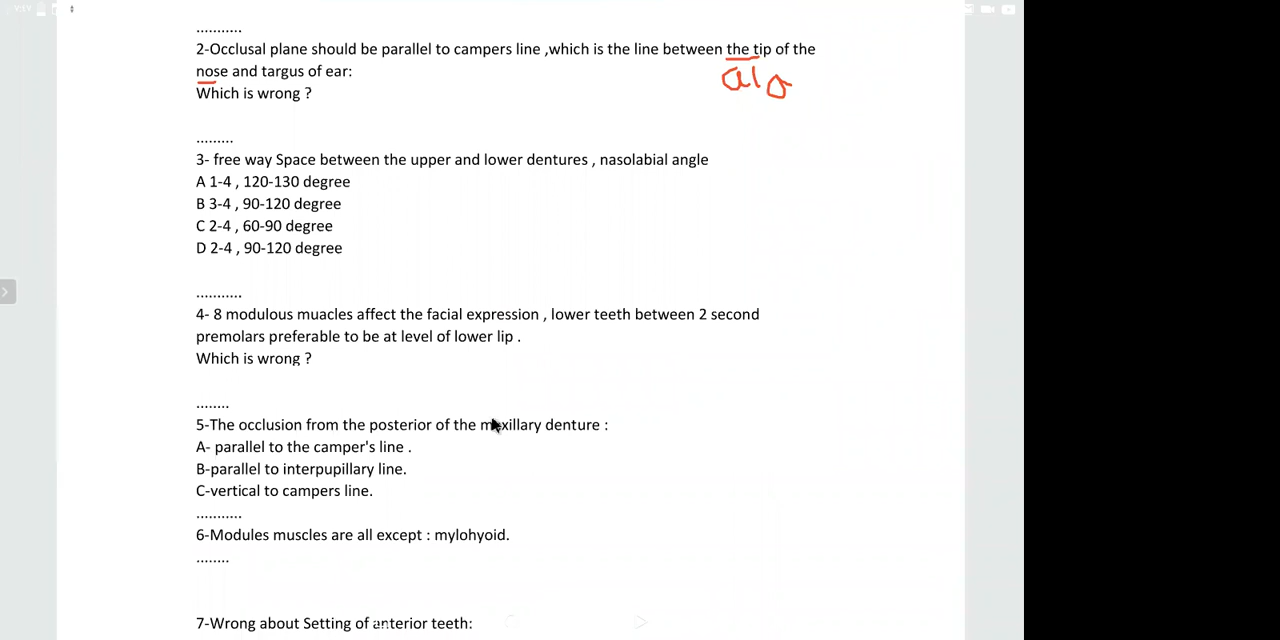 ...........
2-Occlusal plane should be parallel to campers line ,which is the line between the tip of the
nose and targus of ear:
ala
Which is wrong ?
.........
3- free way Space between the upper and lower dentures , nasolabial angle
A 1-4 , 120-130 degree
B 3-4 , 90-120 degree
C 2-4 , 60-90 degree
D 2-4 , 90-120 degree
...........
4- 8 modulous muacles affect the facial expression , lower teeth between 2 second
premolars preferable to be at level of lower lip .
Which is wrong ?
........
5-The occlusion from the posterior of the maxillary denture :
A- parallel to the camper's line .
B-parallel to interpupillary line.
C-vertical to campers line.
...........
6-Modules muscles are all except : mylohyoid.
........
7-Wrong about Setting of anterior teeth: